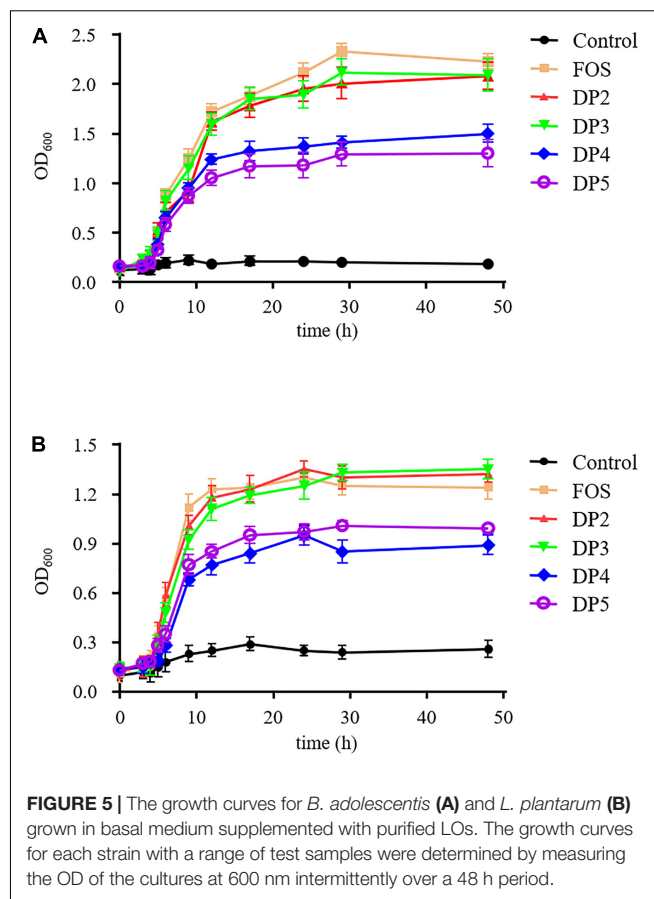 A
Control
FOS
DP2
DP3
DP4
DP5
2.5
2.0
1.5
1.0
0.5
0.0
OD600
0
10
20
30
40
50
time (h)
B
Control
FOS
DP2
DP3
DP4
DP5
1.5
1.2
0.9
0.6
0.3
0.0
OD600
0
10
20
30
40
50
time (h)
FIGURE 5 | The growth curves for B. adolescentis (A) and L. plantarum (B)
grown in basal medium supplemented with purified LOs. The growth curves
for each strain with a range of test samples were determined by measuring
the OD of the cultures at 600 nm intermittently over a 48 h period.